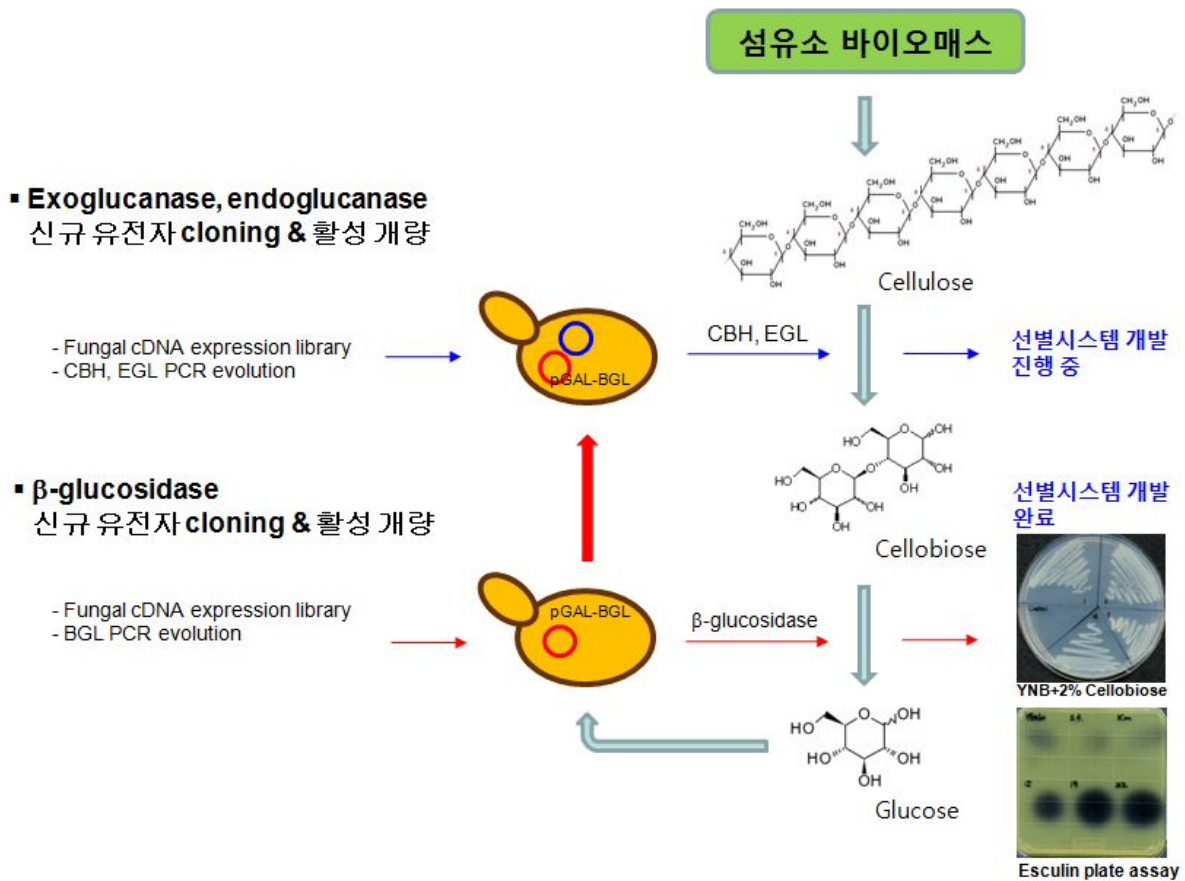 섬유소 바이오매스
▪ Exoglucanase, endoglucanase
신규 유전자 cloning & 활성 개량
Cellulose
- Fungal cDNA expression library
- CBH, EGL PCR evolution
pGAL-BGL
CBH, EGL
선별시스템 개발
진행 중
▪ β-glucosidase
신규 유전자 cloning & 활성 개량
Cellobiose
선별시스템 개발
완료
- Fungal cDNA expression library
- BGL PCR evolution
pGAL-BGL
β-glucosidase
YNB+2% Cellobiose
Glucose
Esculin plate assay